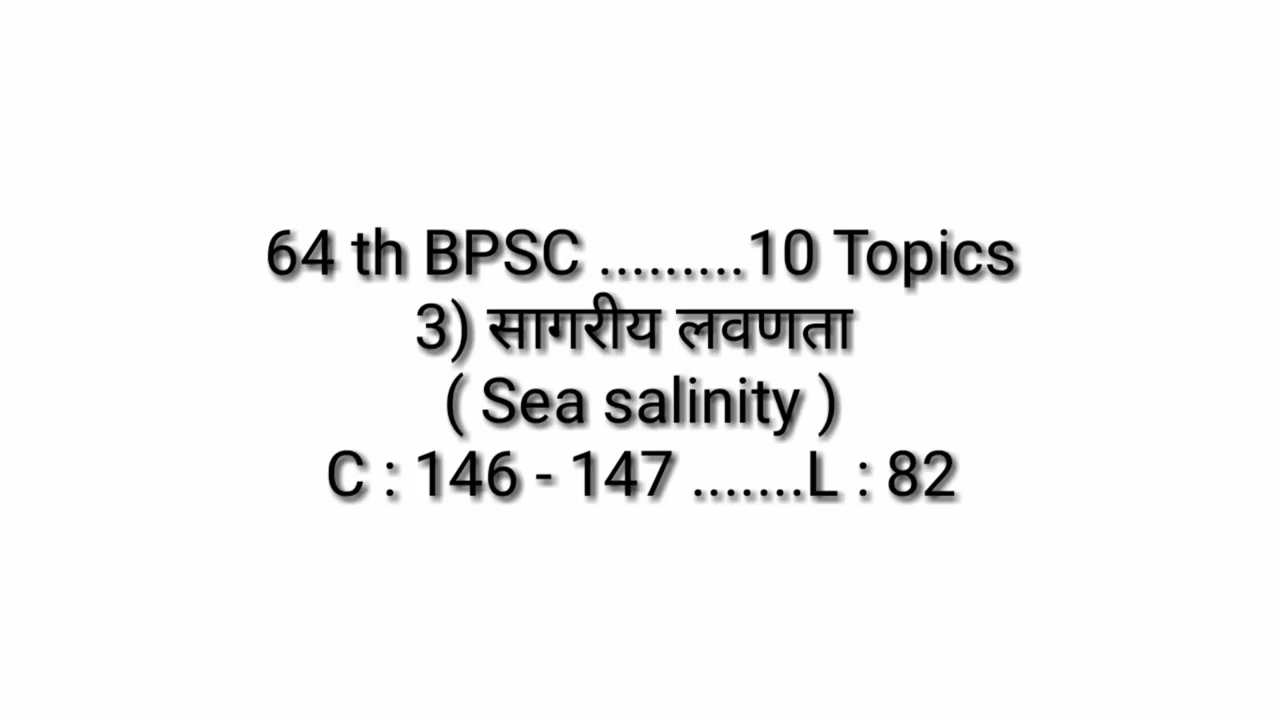 64 th BPSC .........10 Topics
3) सागरीय लवणता
( Sea salinity )
C : 146 - 147 .......L : 82